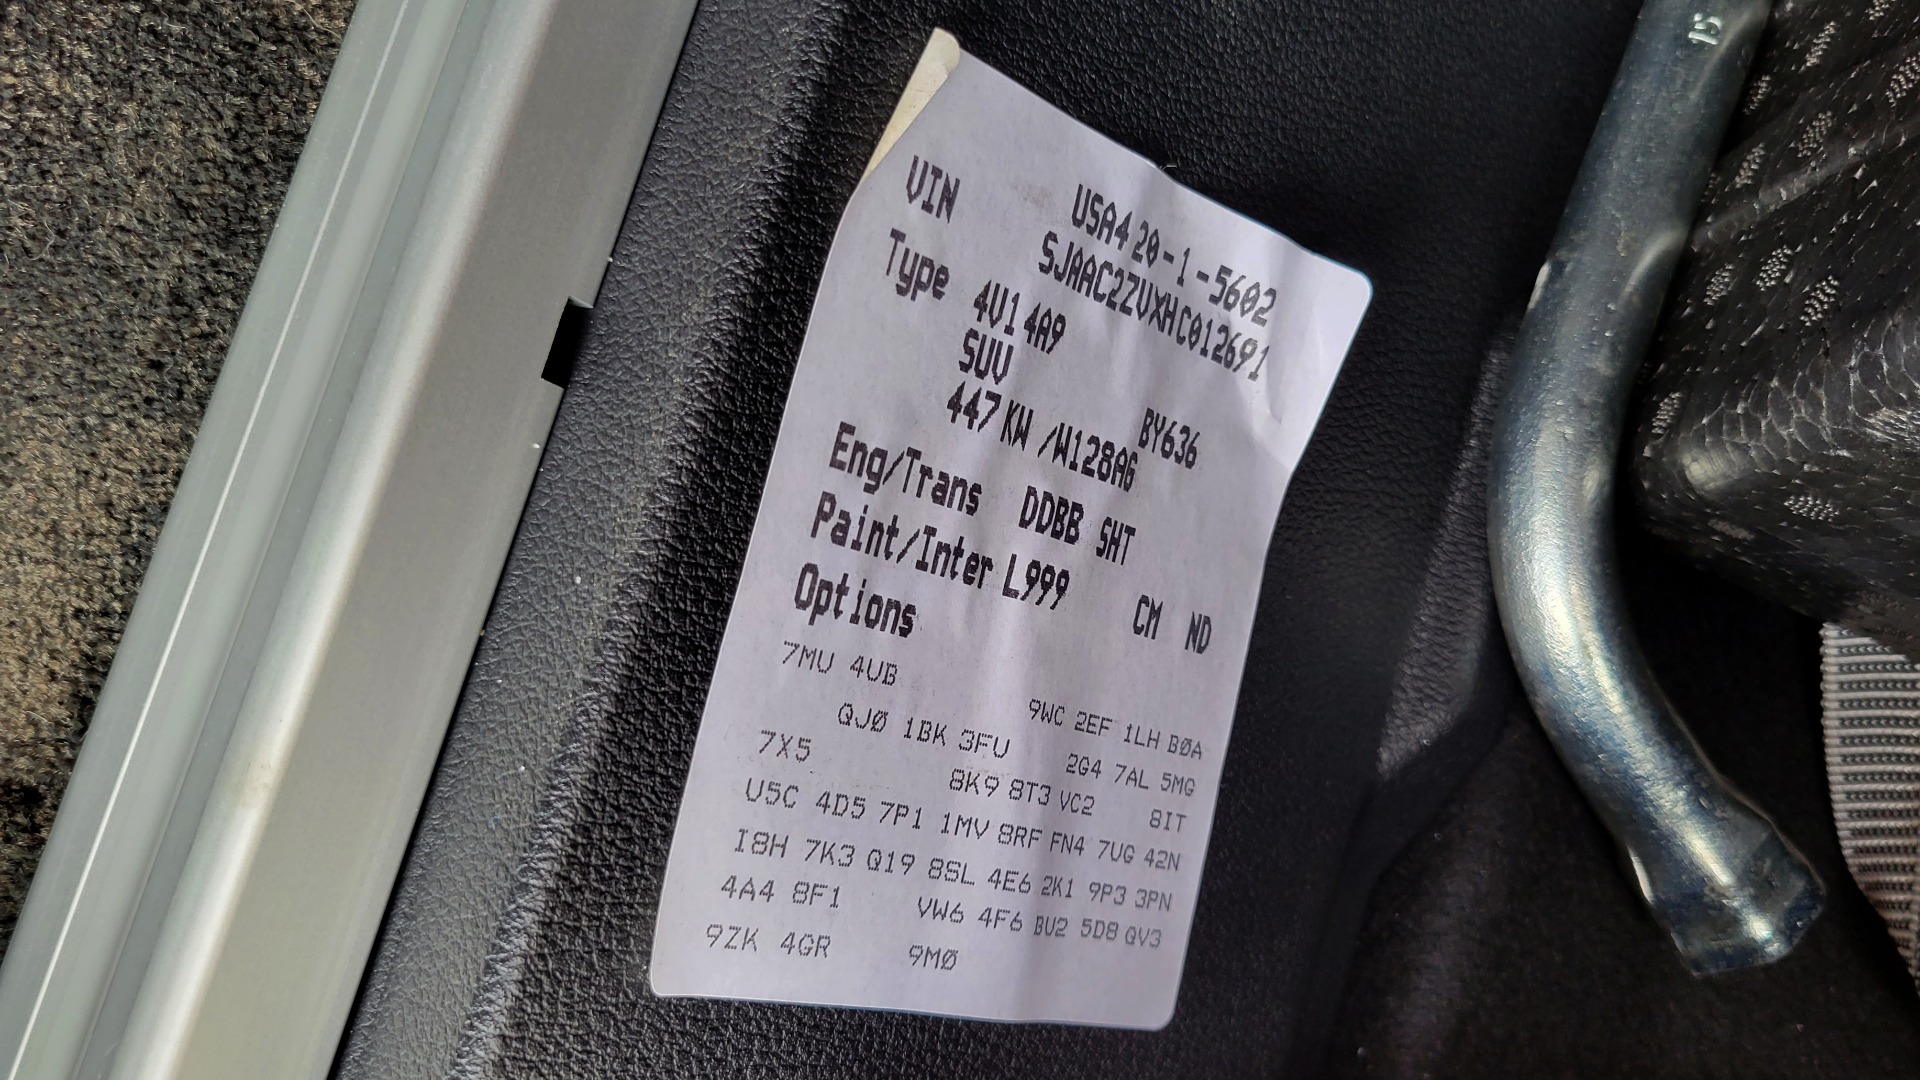 USA4 20-1-5602
VIN SJAAC2ZVXHC012691
Type 4V14A9
SUV BY636
447 KW /W128AG
Eng/Trans DDBB SHT
Paint/Inter L999 CM ND
Options
7MU 4UB 9WC 2EF 1LH B0A
QJ0 1BK 3FU 2G4 7AL 5MG
7X5 8K9 8T3 VC2 8IT
U5C 4D5 7P1 1MV 8RF FN4 7UG 42N
I8H 7K3 Q19 8SL 4E6 2K1 9P3 3PN
4A4 8F1 VW6 4F6 BU2 5D8 QV3
9ZK 4GR 9M0
15